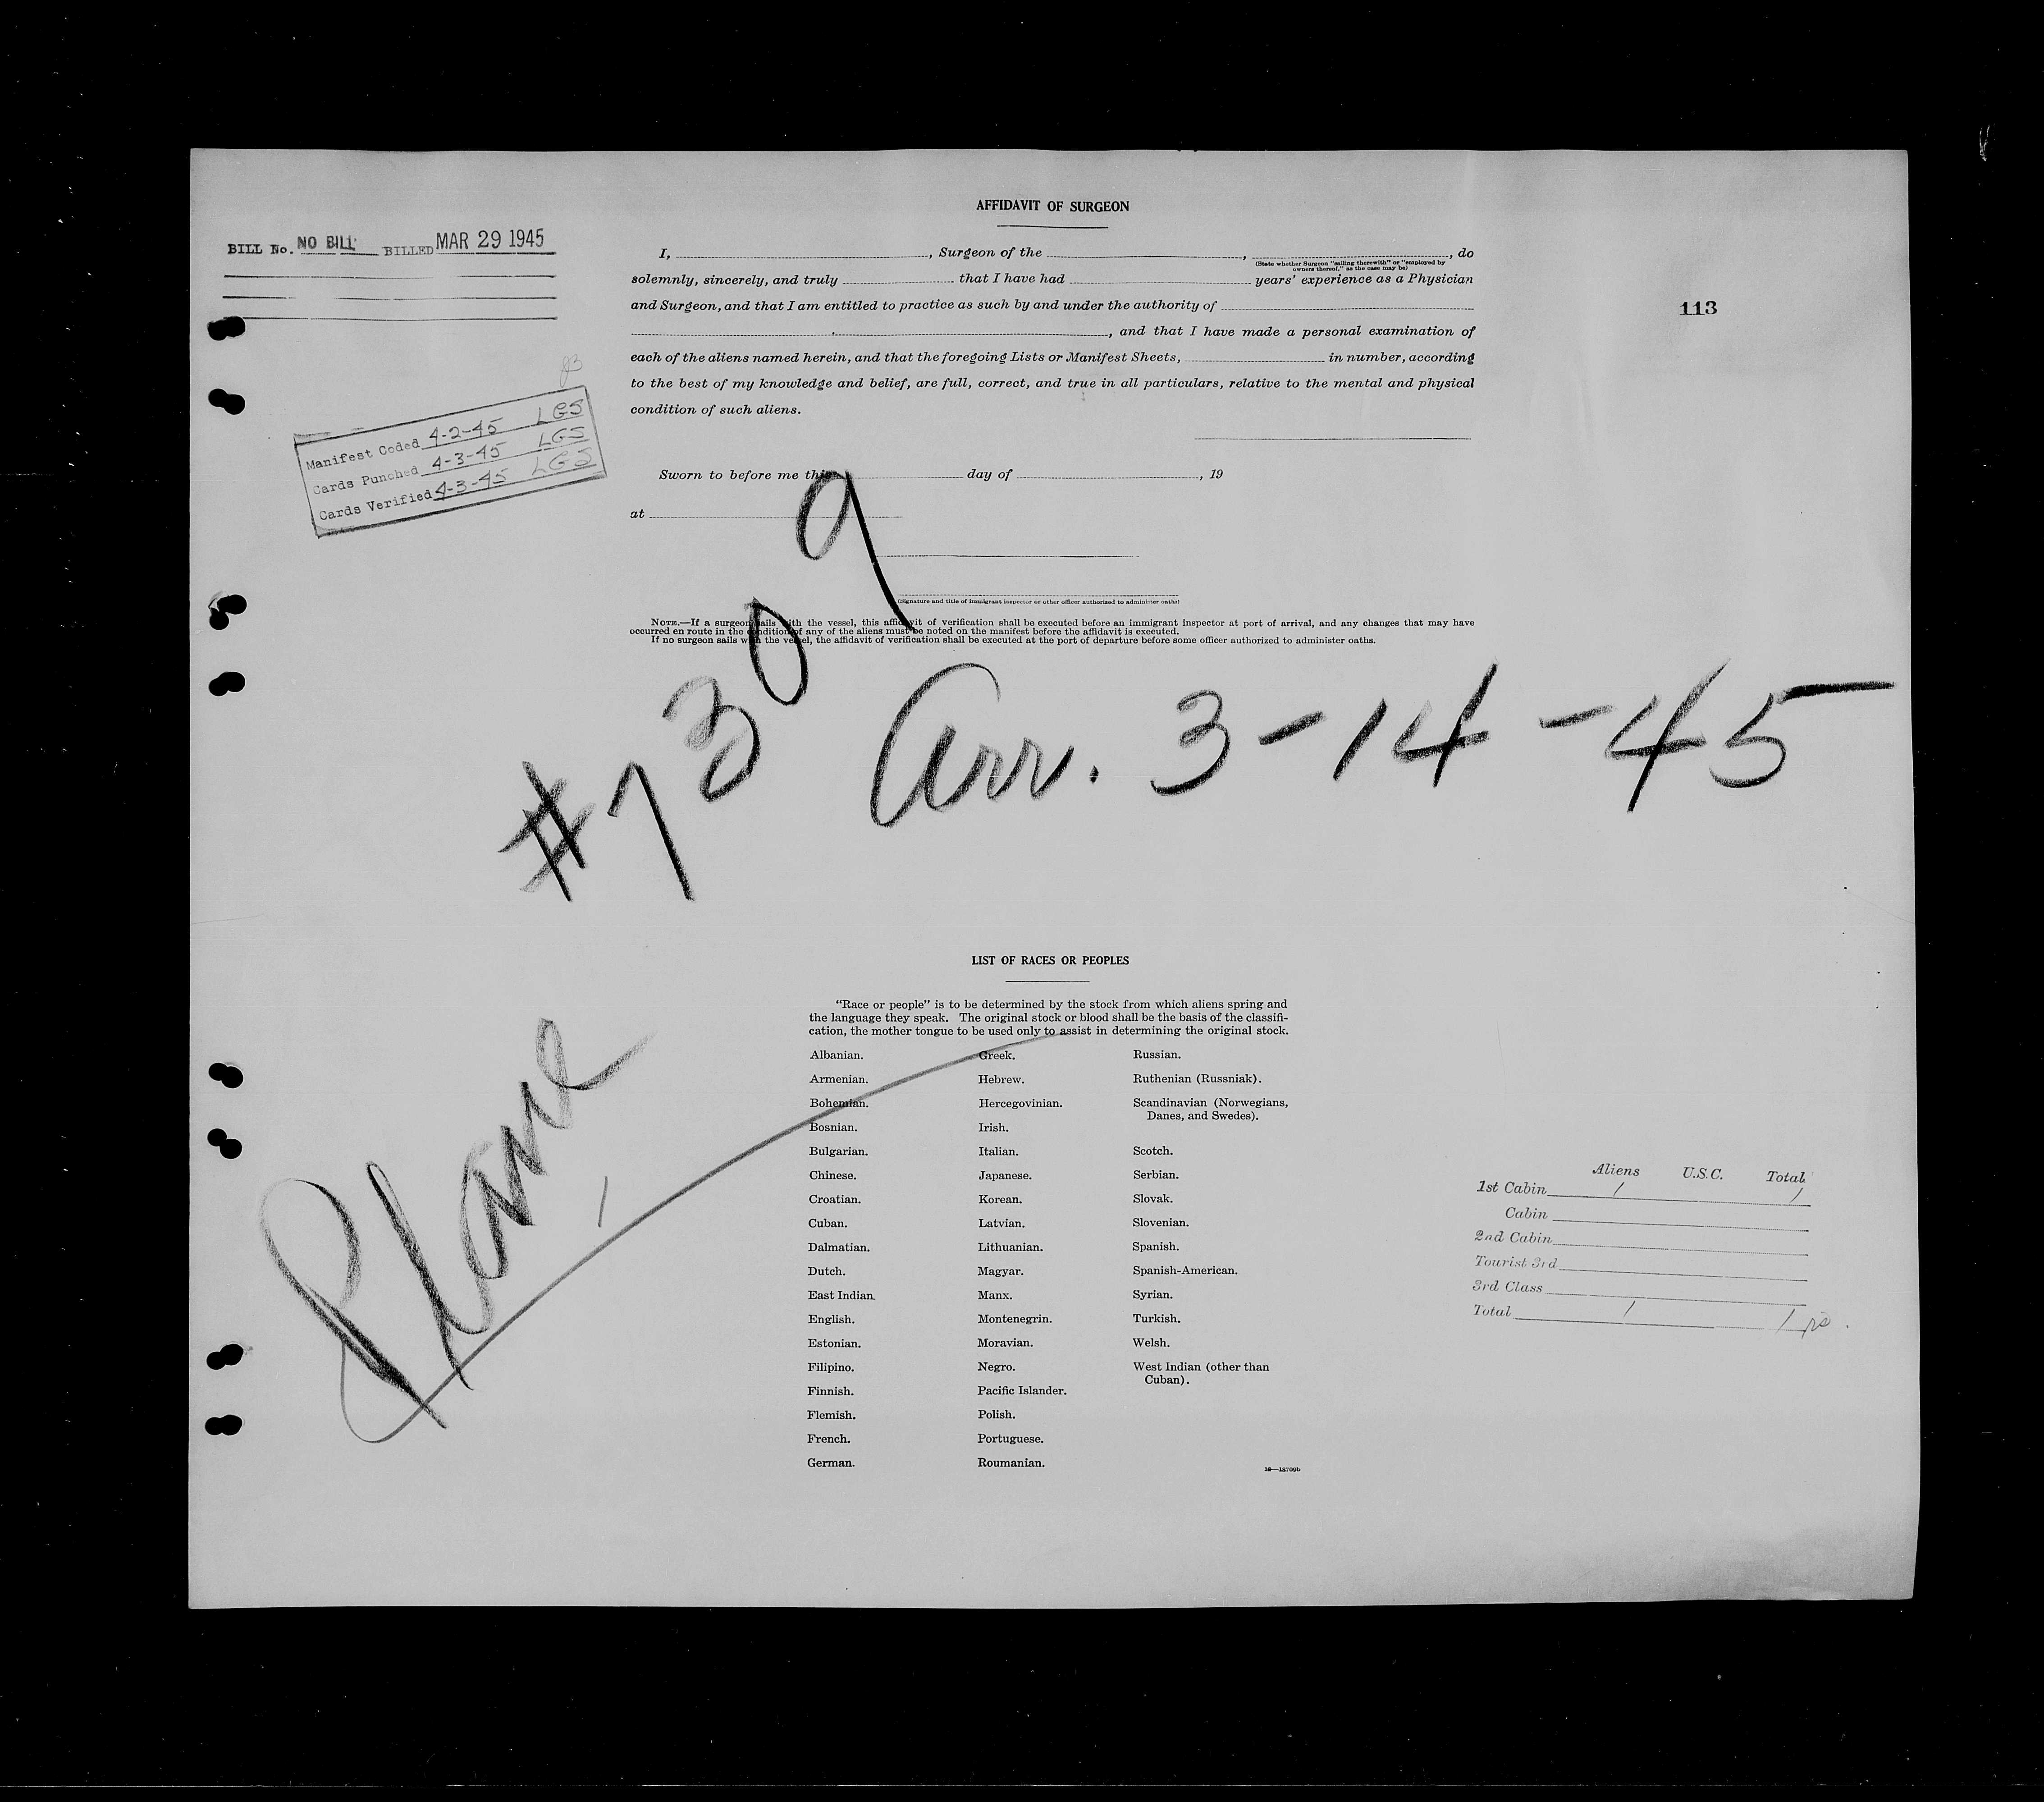 AFFIDAVIT OF SURGEON
BILL No. NO BILL BILLED MAR 29 1945
113
I, , Surgeon of the , , do
(State whether Surgeon "sailing therewith" or "employed by
owners thereof," as the case may be)
solemnly, sincerely, and truly that I have had years' experience as a Physician
and Surgeon, and that I am entitled to practice as such by and under the authority of
, and that I have made a personal examination of
each of the aliens named herein, and that the foregoing Lists or Manifest Sheets, in number, according
to the best of my knowledge and belief, are full, correct, and true in all particulars, relative to the mental and physical
condition of such aliens.
Manifest Coded 4-2-45 LGS
Cards Punched 4-3-45 LGS
Cards Verified 4-3-45 LGS
Sworn to before me this day of , 19
at
(Signature and title of immigrant inspector or other officer authorized to administer oaths)
NOTE.—If a surgeon sails with the vessel, this affidavit of verification shall be executed before an immigrant inspector at port of arrival, and any changes that may have
occurred en route in the condition of any of the aliens must be noted on the manifest before the affidavit is executed.
If no surgeon sails with the vessel, the affidavit of verification shall be executed at the port of departure before some officer authorized to administer oaths.
#7309
Arr. 3-14-45
Plane
LIST OF RACES OR PEOPLES
"Race or people" is to be determined by the stock from which aliens spring and
the language they speak. The original stock or blood shall be the basis of the classifi-
cation, the mother tongue to be used only to assist in determining the original stock.
Albanian.
Armenian.
Bohemian.
Bosnian.
Bulgarian.
Chinese.
Croatian.
Cuban.
Dalmatian.
Dutch.
East Indian.
English.
Estonian.
Filipino.
Finnish.
Flemish.
French.
German.
Greek.
Hebrew.
Hercegovinian.
Irish.
Italian.
Japanese.
Korean.
Latvian.
Lithuanian.
Magyar.
Manx.
Montenegrin.
Moravian.
Negro.
Pacific Islander.
Polish.
Portuguese.
Roumanian.
Russian.
Ruthenian (Russniak).
Scandinavian (Norwegians,
Danes, and Swedes).
Scotch.
Serbian.
Slovak.
Slovenian.
Spanish.
Spanish-American.
Syrian.
Turkish.
Welsh.
West Indian (other than
Cuban).
Aliens U.S.C. Total
1st Cabin 1 1
Cabin
2nd Cabin
Tourist 3rd
3rd Class
Total 1 1